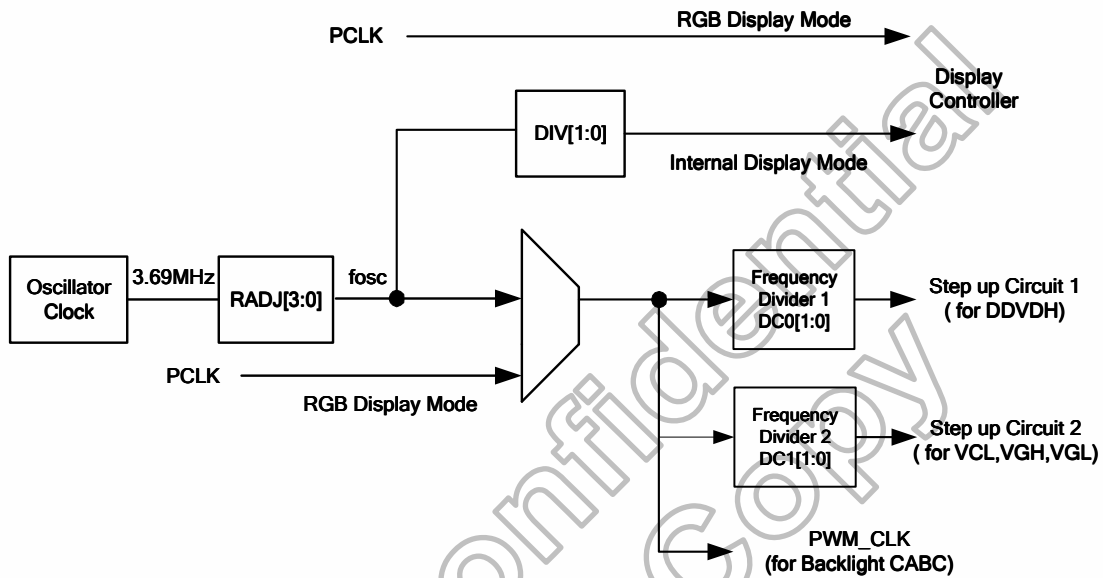 RGB Display Mode
PCLK
Display
Controller
DIV[1:0]
Internal Display Mode
Oscillator
Clock
3.69MHz
RADJ[3:0]
fosc
Frequency
Divider 1
DC0[1:0]
Step up Circuit 1
( for DDVDH)
PCLK
RGB Display Mode
Frequency
Divider 2
DC1[1:0]
Step up Circuit 2
( for VCL,VGH,VGL)
PWM_CLK
(for Backlight CABC)
onfidential
Copy